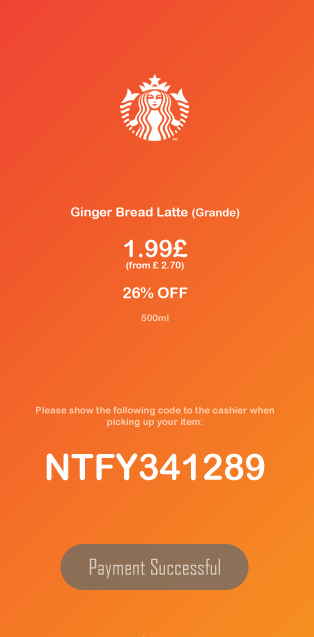 Ginger Bread Latte (Grande)
1.99£
(from £ 2.70)
26% OFF
500ml
Please show the following code to the cashier when
picking up your item:
NTFY341289
Payment Successful